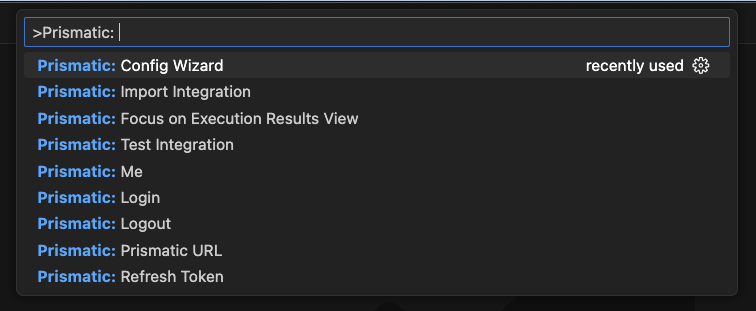 >Prismatic:
Prismatic: Config Wizard recently used
Prismatic: Import Integration
Prismatic: Focus on Execution Results View
Prismatic: Test Integration
Prismatic: Me
Prismatic: Login
Prismatic: Logout
Prismatic: Prismatic URL
Prismatic: Refresh Token